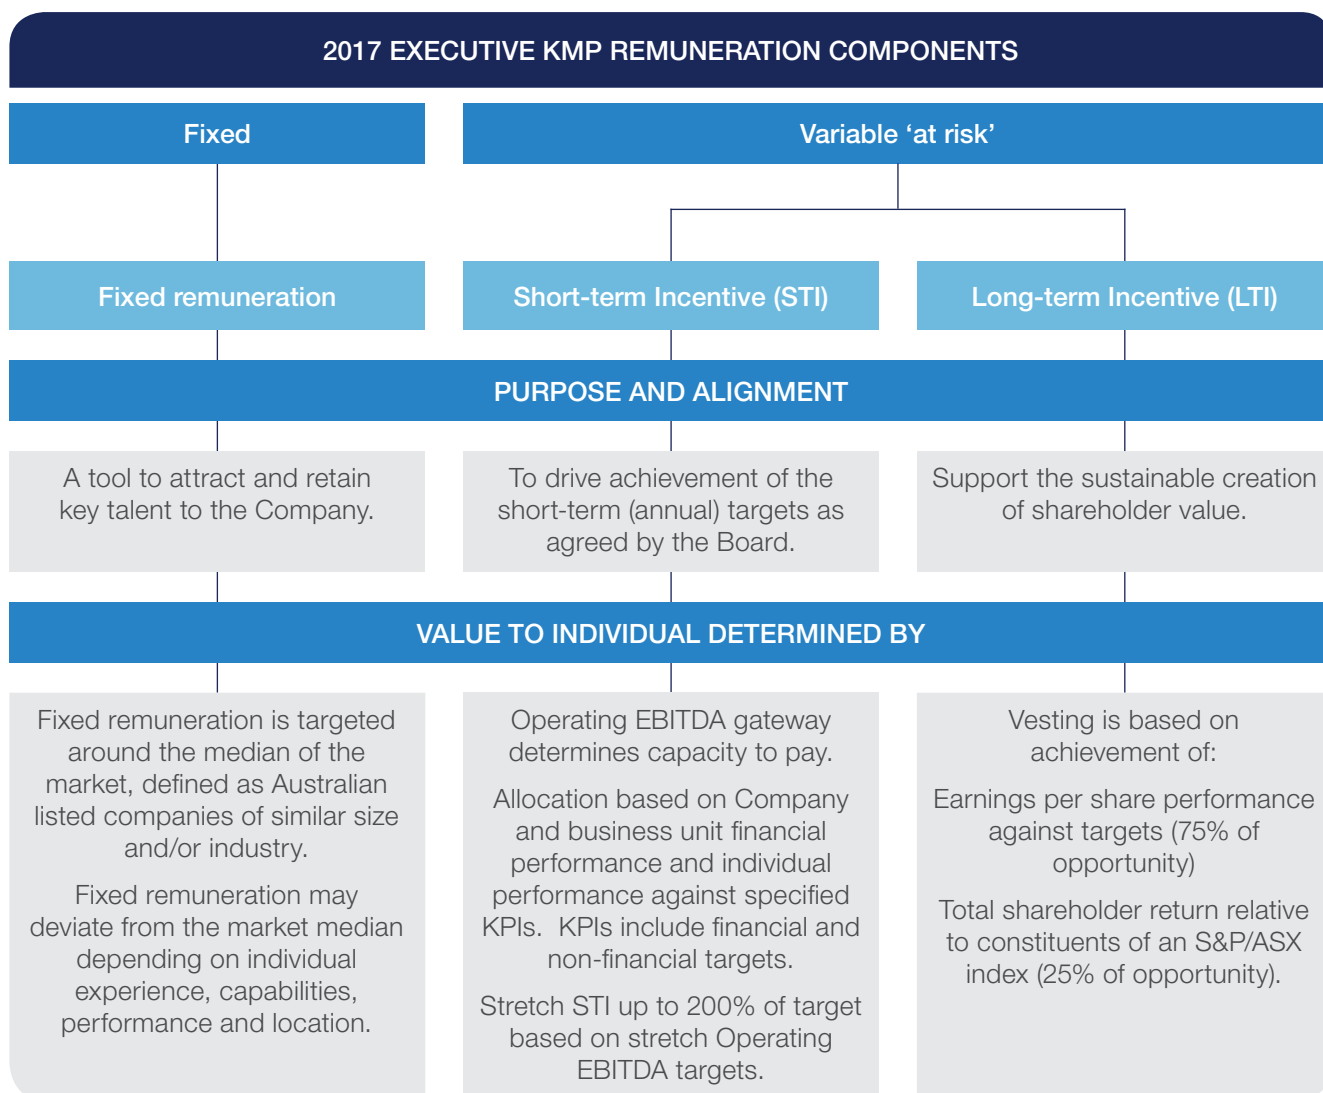 2017 EXECUTIVE KMP REMUNERATION COMPONENTS
Fixed
Variable ‘at risk’
Fixed remuneration
Short-term Incentive (STI)
Long-term Incentive (LTI)
PURPOSE AND ALIGNMENT
A tool to attract and retain
key talent to the Company.
To drive achievement of the
short-term (annual) targets as
agreed by the Board.
Support the sustainable creation
of shareholder value.
VALUE TO INDIVIDUAL DETERMINED BY
Fixed remuneration is targeted
around the median of the
market, defined as Australian
listed companies of similar size
and/or industry.
Fixed remuneration may
deviate from the market median
depending on individual
experience, capabilities,
performance and location.
Operating EBITDA gateway
determines capacity to pay.
Allocation based on Company
and business unit financial
performance and individual
performance against specified
KPIs.  KPIs include financial and
non-financial targets.
Stretch STI up to 200% of target
based on stretch Operating
EBITDA targets.
Vesting is based on
achievement of:
Earnings per share performance
against targets (75% of
opportunity)
Total shareholder return relative
to constituents of an S&P/ASX
index (25% of opportunity).